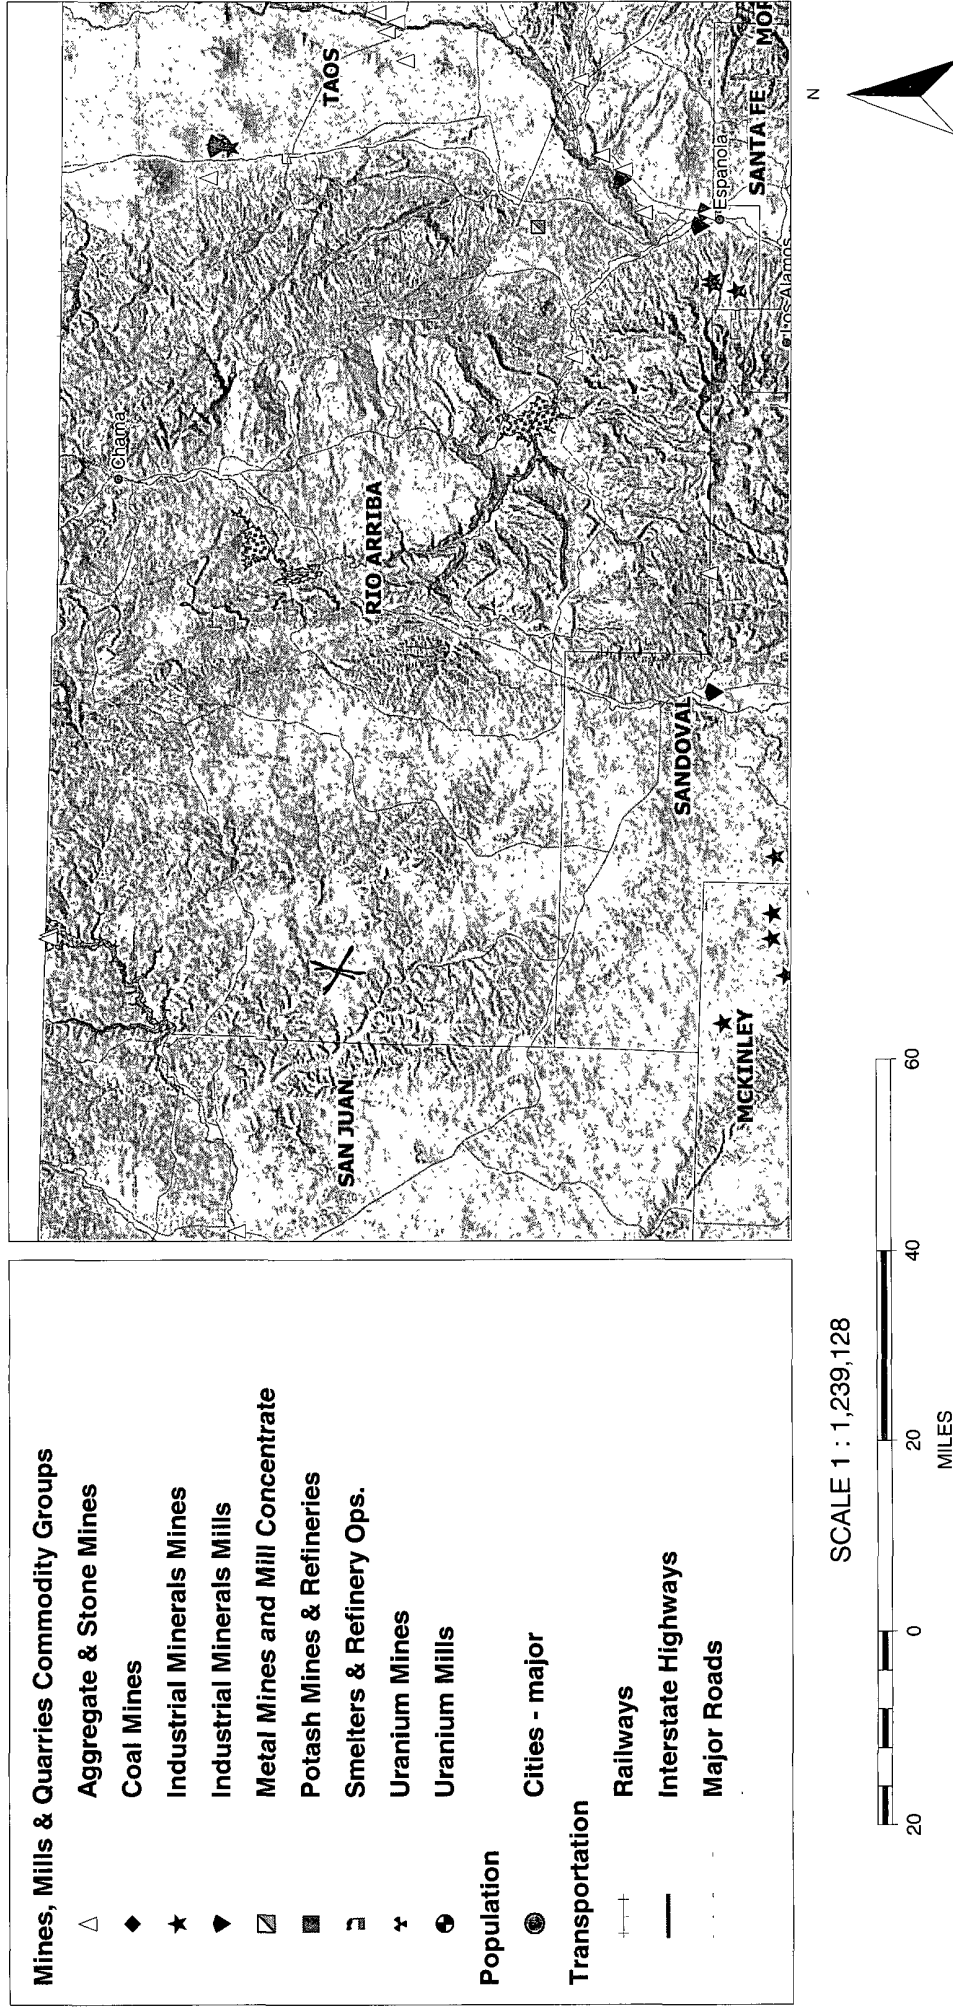 Mines, Mills & Quarries Commodity Groups
Aggregate & Stone Mines
Coal Mines
Industrial Minerals Mines
Industrial Minerals Mills
Metal Mines and Mill Concentrate
Potash Mines & Refineries
Smelters & Refinery Ops.
Uranium Mines
Uranium Mills
Population
Cities - major
Transportation
Railways
Interstate Highways
Major Roads
Chama
TAOS
RIO ARRIBA
SAN JUAN
SANDOVAL
MCKINLEY
Espanola
SANTA FE
MOR
Los Alamos
SCALE 1 : 1,239,128
20
0
20
40
60
MILES
N